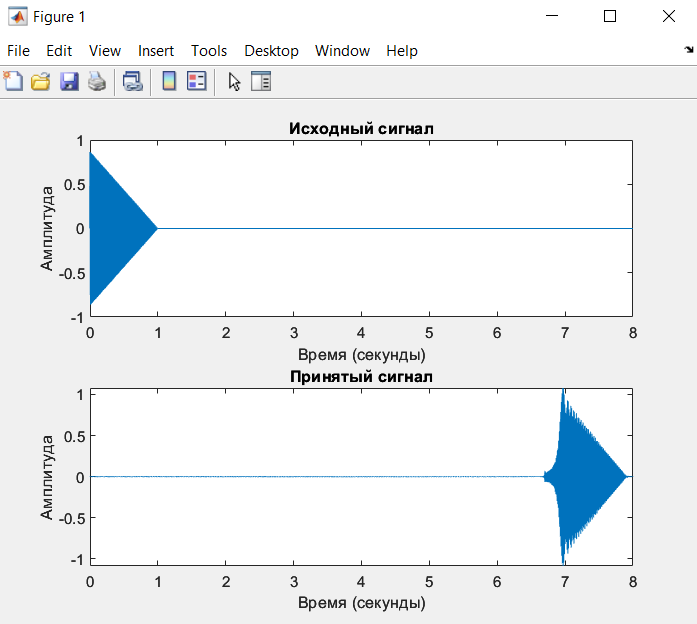 Figure 1
File Edit View Insert Tools Desktop Window Help
Исходный сигнал
1
0.5
0
-0.5
-1
Амплитуда
0 1 2 3 4 5 6 7 8
Время (секунды)
Принятый сигнал
1
0.5
0
-0.5
-1
Амплитуда
0 1 2 3 4 5 6 7 8
Время (секунды)